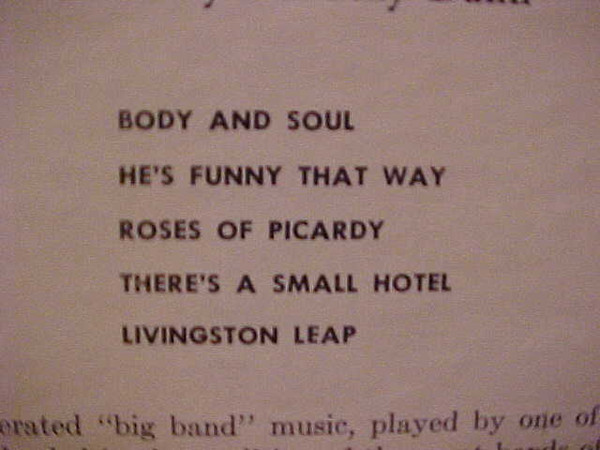 BODY AND SOUL
HE'S FUNNY THAT WAY
ROSES OF PICARDY
THERE'S A SMALL HOTEL
LIVINGSTON LEAP
erated "big band" music, played by one of